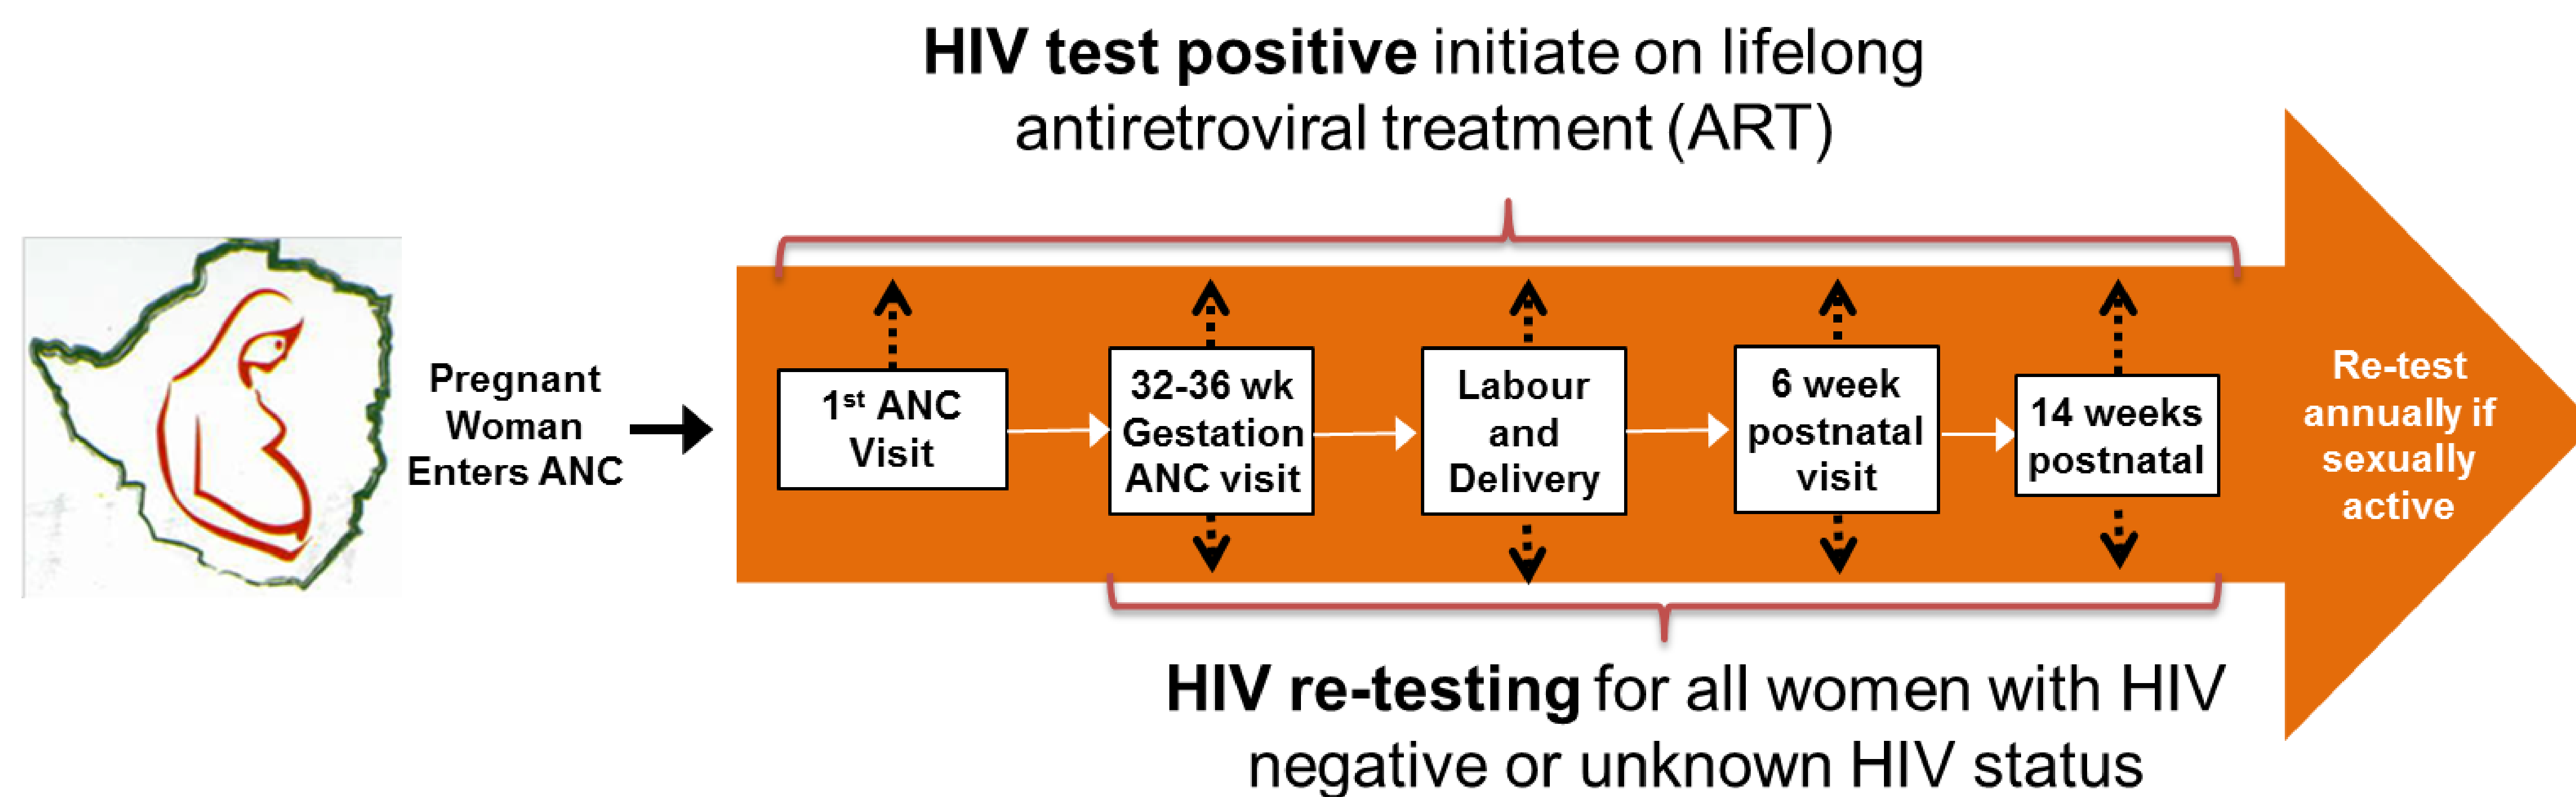 HIV test positive initiate on lifelong
antiretroviral treatment (ART)
Pregnant
Woman
Enters ANC
1st ANC
Visit
32-36 wk
Gestation
ANC visit
Labour
and
Delivery
6 week
postnatal
visit
14 weeks
postnatal
Re-test
annually if
sexually
active
HIV re-testing for all women with HIV
negative or unknown HIV status